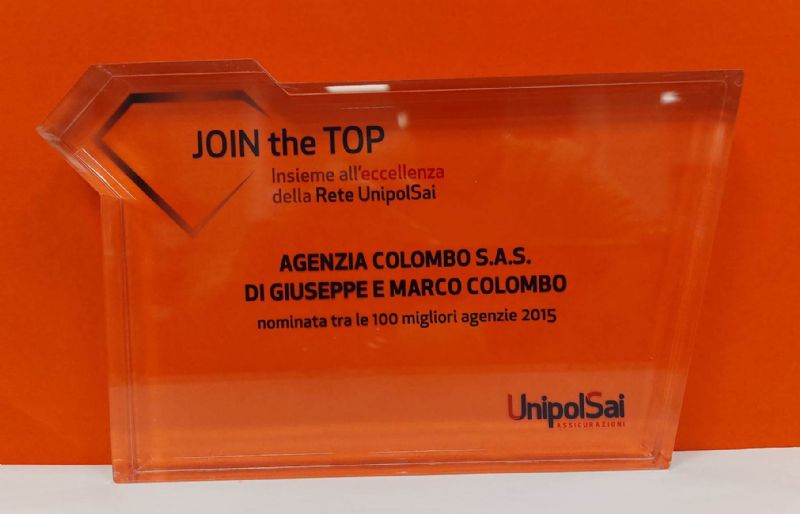 JOIN the TOP
Insieme all'eccellenza
della Rete UnipolSai
AGENZIA COLOMBO S.A.S.
DI GIUSEPPE E MARCO COLOMBO
nominata tra le 100 migliori agenzie 2015
UnipolSai
ASSICURAZIONI